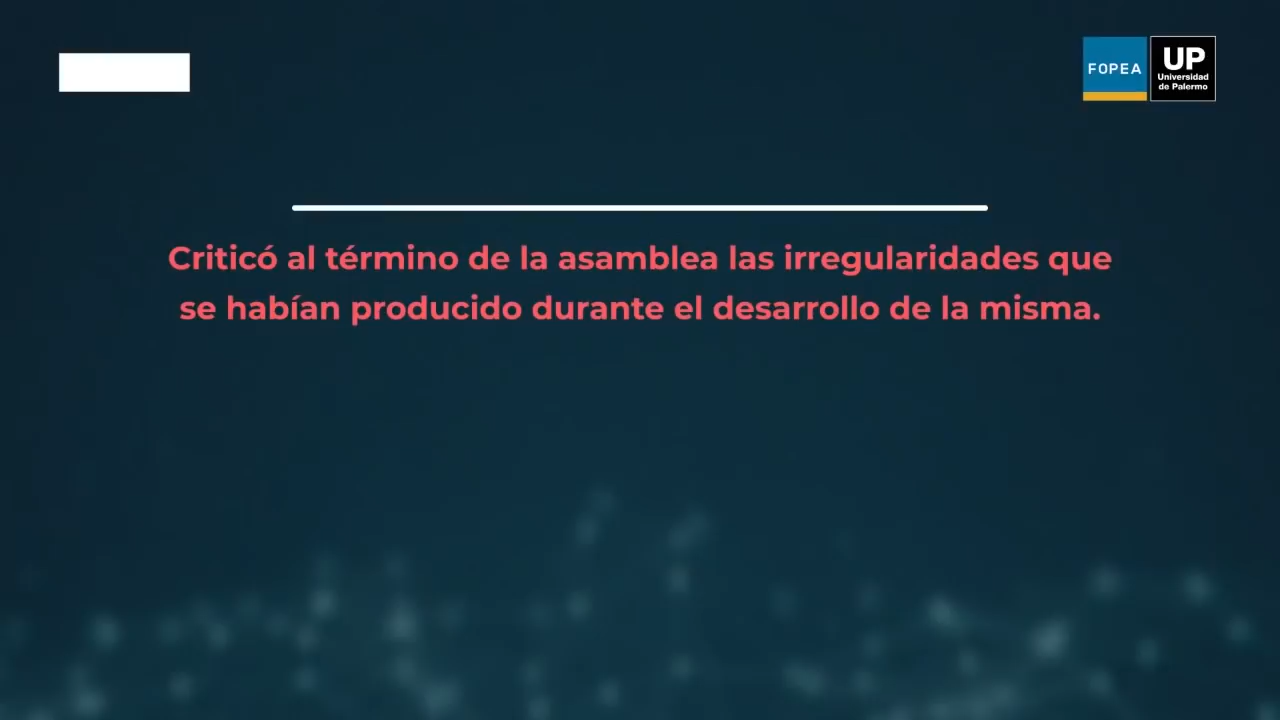 FOPEA
UP
Universidad
de Palermo
Criticó al término de la asamblea las irregularidades que
se habían producido durante el desarrollo de la misma.